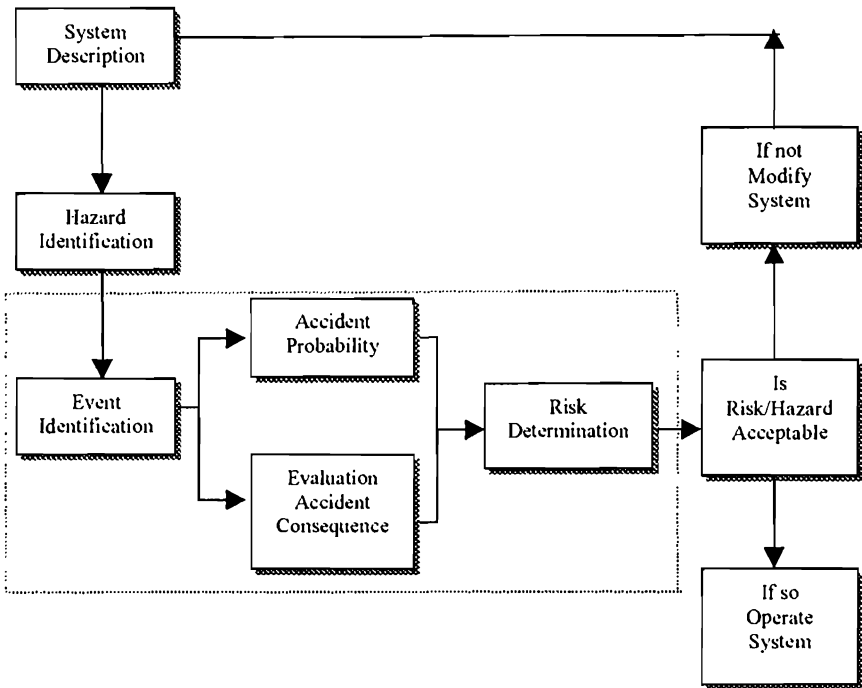 System
Description
If not
Modify
System
Hazard
Identification
Accident
Probability
Event
Identification
Risk
Determination
Is
Risk/Hazard
Acceptable
Evaluation
Accident
Consequence
If so
Operate
System